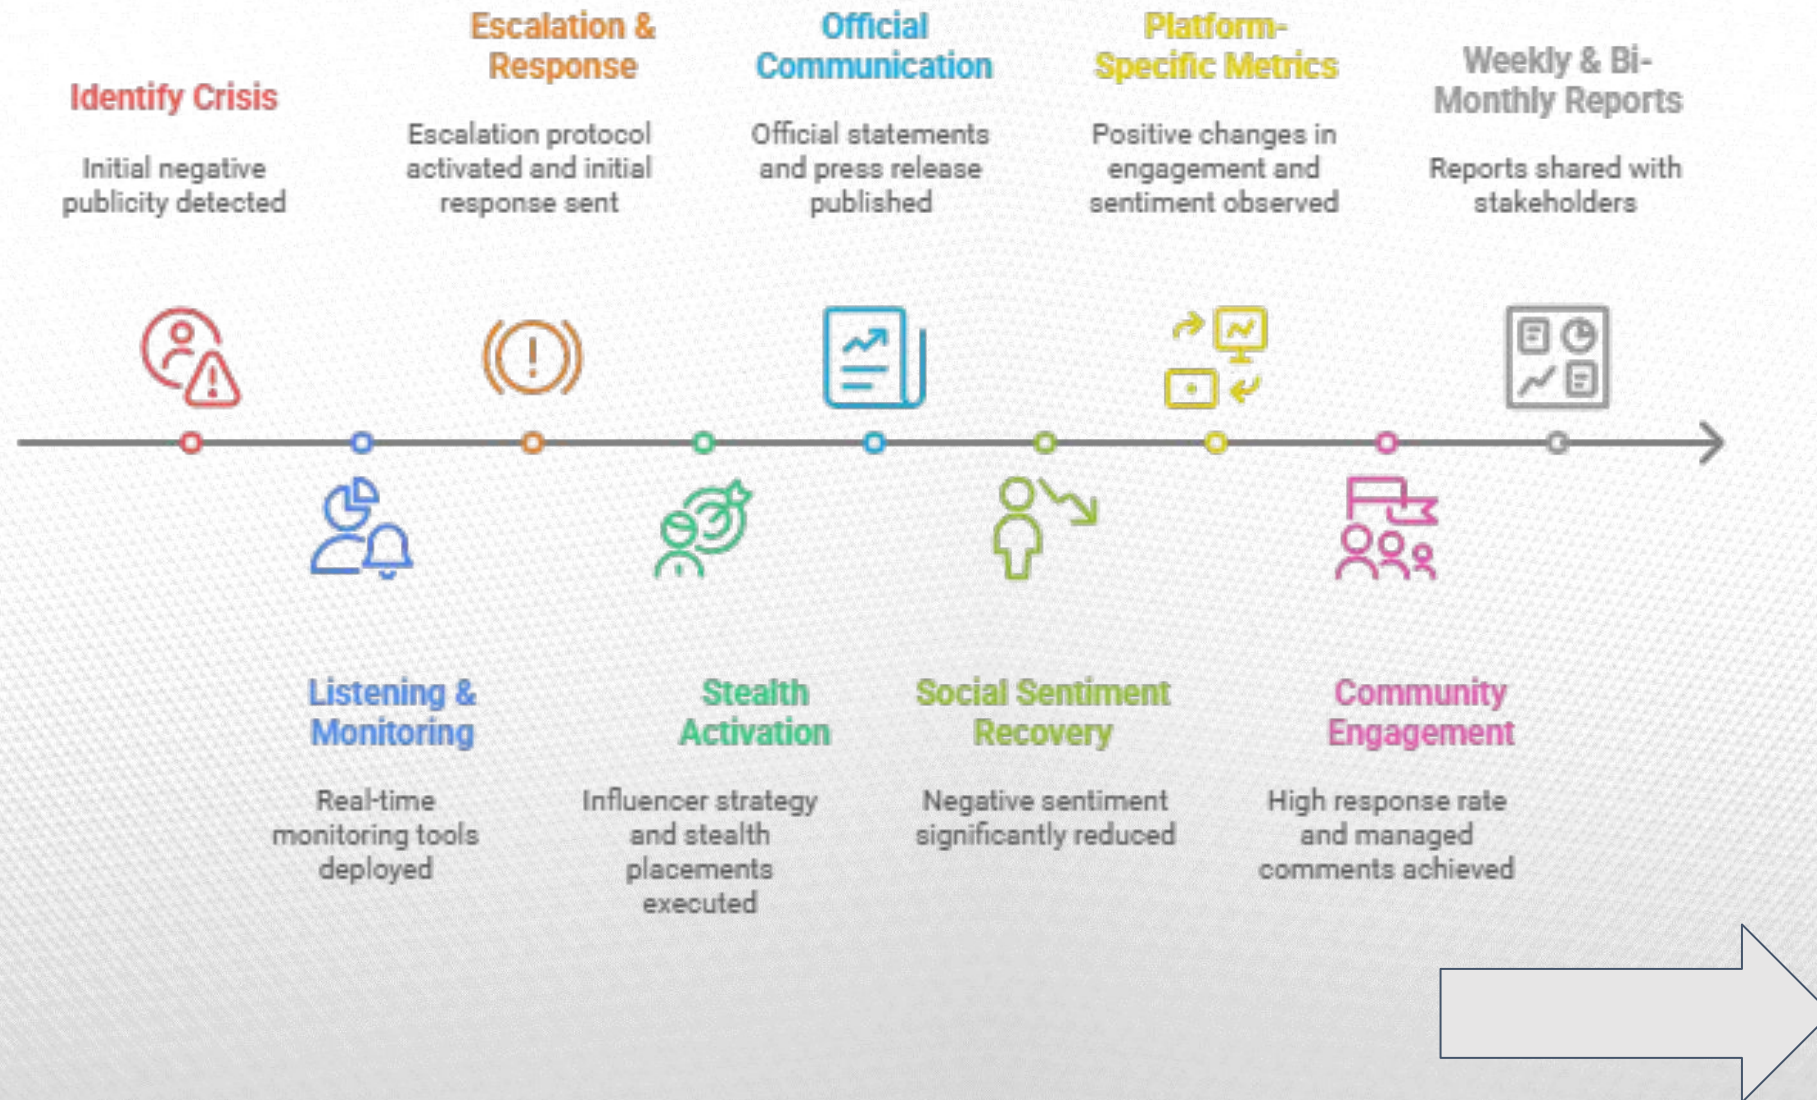 Identify Crisis
Initial negative
publicity detected
Escalation &
Response
Escalation protocol
activated and initial
response sent
Official
Communication
Official statements
and press release
published
Platform-
Specific Metrics
Positive changes in
engagement and
sentiment observed
Weekly & Bi-
Monthly Reports
Reports shared with
stakeholders
Listening &
Monitoring
Real-time
monitoring tools
deployed
Stealth
Activation
Influencer strategy
and stealth
placements
executed
Social Sentiment
Recovery
Negative sentiment
significantly reduced
Community
Engagement
High response rate
and managed
comments achieved